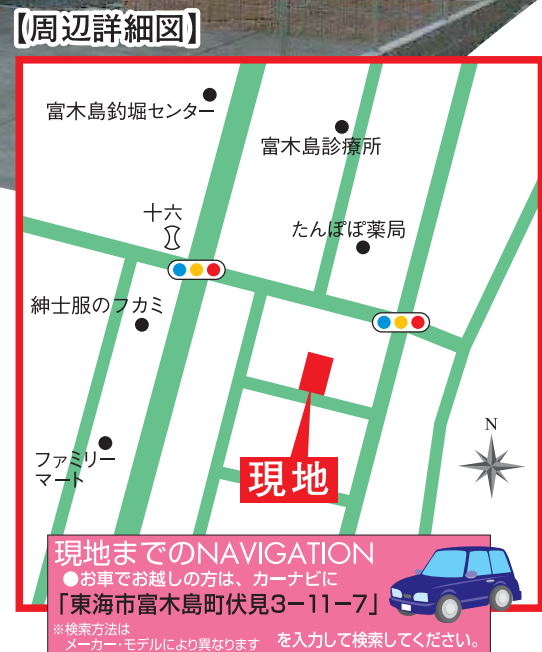 【周辺詳細図】
富木島釣堀センター
富木島診療所
十六
たんぽぽ薬局
紳士服のフカミ
ファミリー
マート
現地
N
現地までのNAVIGATION
●お車でお越しの方は、カーナビに
「東海市富木島町伏見3−11−7」
※検索方法は
メーカー・モデルにより異なります
を入力して検索してください。